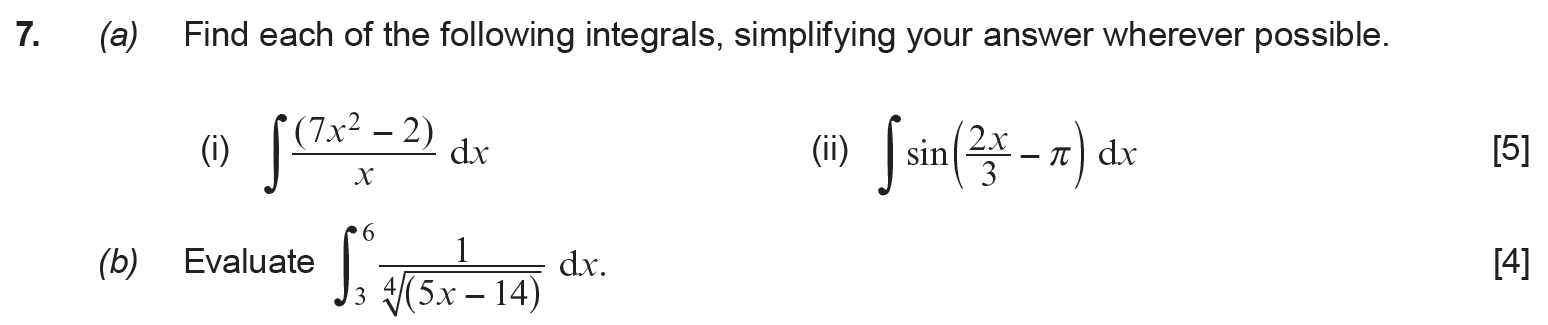 7. (a) Find each of the following integrals, simplifying your answer wherever possible.
(i) ∫ (7x² – 2)/x dx (ii) ∫ sin(2x/3 – π) dx [5]
(b) Evaluate ∫₃⁶ 1/∜(5x – 14) dx. [4]